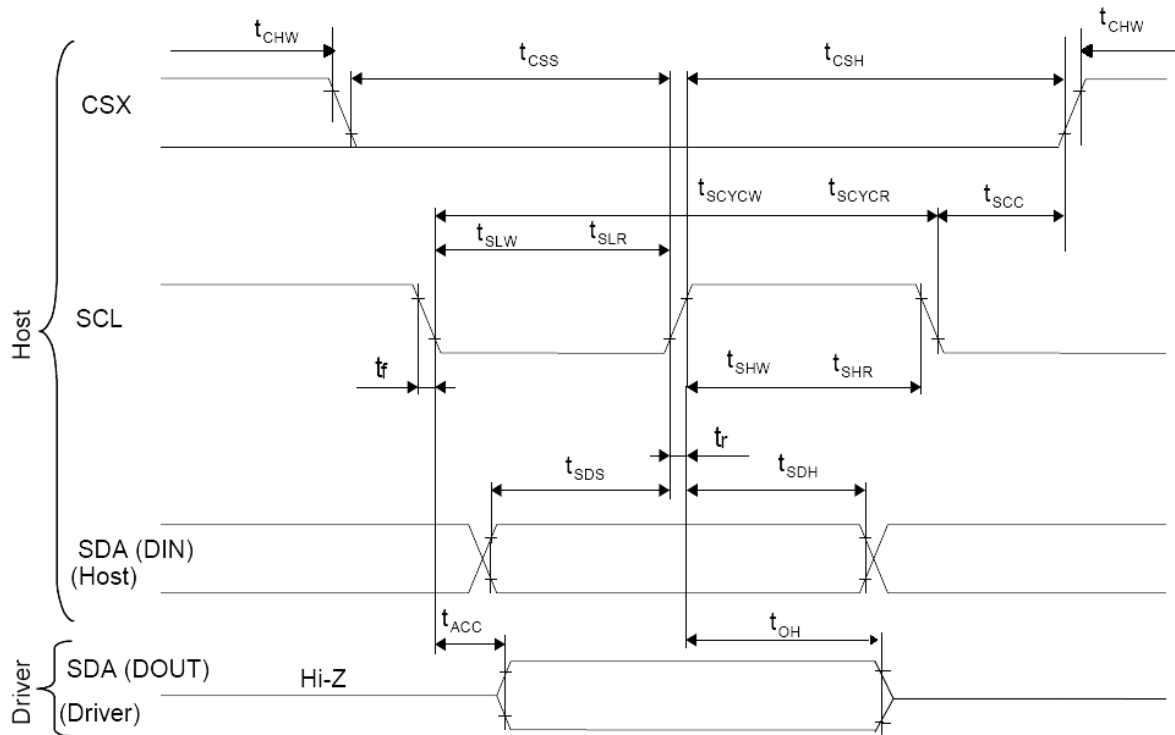 tCHW
tCHW
tCSS
tCSH
CSX
tSCYCW
tSCYCR
tSCC
tSLW
tSLR
Host
SCL
tf
tSHW
tSHR
tr
tSDS
tSDH
SDA (DIN)
(Host)
tACC
tOH
Driver
SDA (DOUT)
Hi-Z
(Driver)